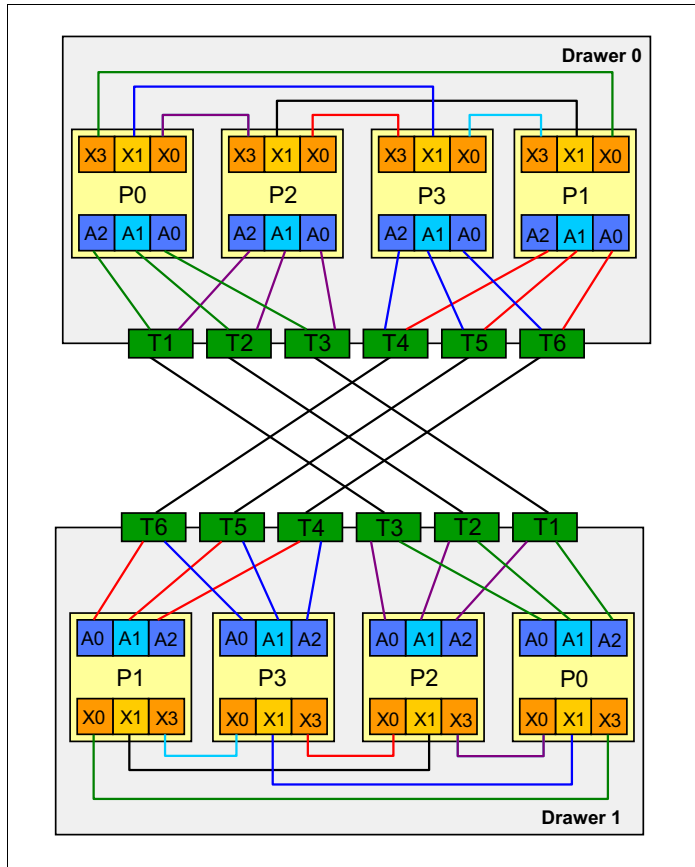 Drawer 0
X3 X1 X0 X3 X1 X0 X3 X1 X0 X3 X1 X0
P0 P2 P3 P1
A2 A1 A0 A2 A1 A0 A2 A1 A0 A2 A1 A0
T1 T2 T3 T4 T5 T6
T6 T5 T4 T3 T2 T1
A0 A1 A2 A0 A1 A2 A0 A1 A2 A0 A1 A2
P1 P3 P2 P0
X0 X1 X3 X0 X1 X3 X0 X1 X3 X0 X1 X3
Drawer 1